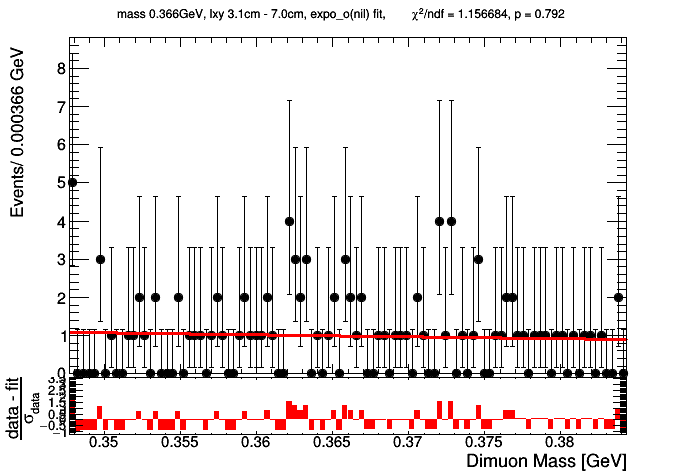 mass 0.366GeV, lxy 3.1cm - 7.0cm, expo_o(nil) fit, χ²/ndf = 1.156684, p = 0.792
Events/ 0.000366 GeV
8
7
6
5
4
3
2
1
0
data - fit
σdata
0.35 0.355 0.36 0.365 0.37 0.375 0.38
Dimuon Mass [GeV]